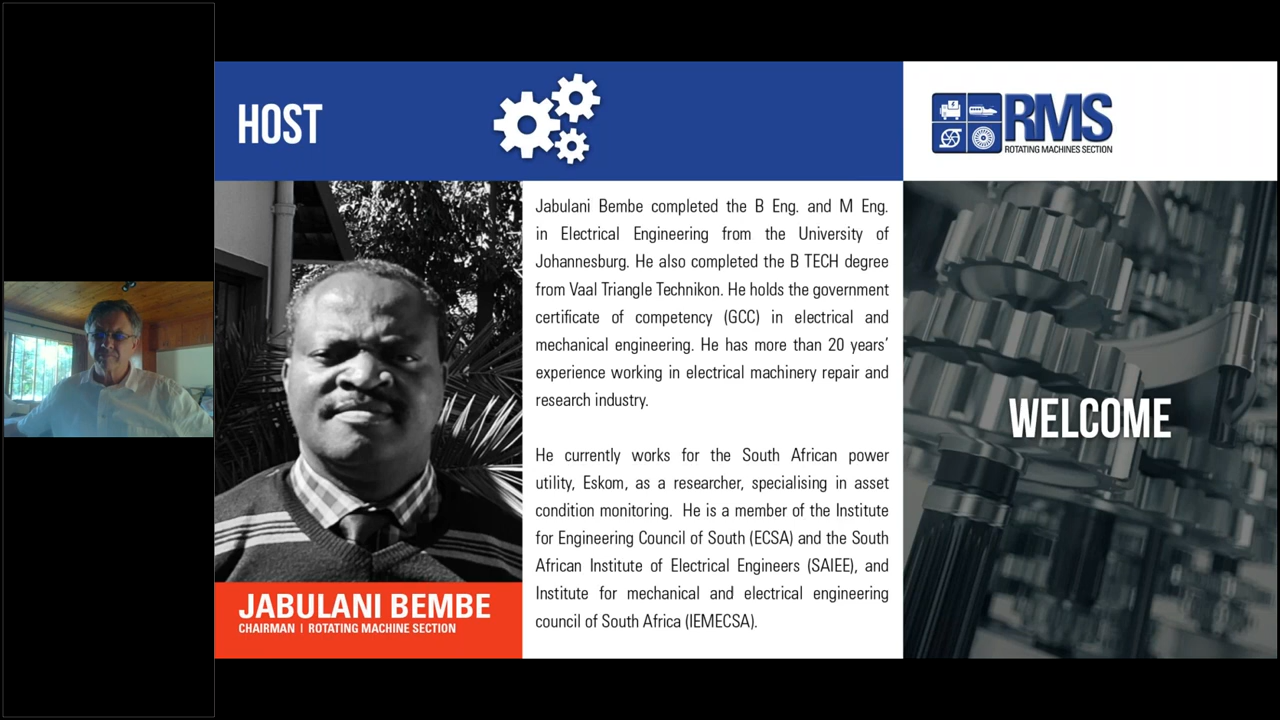 HOST
RMS
ROTATING MACHINES SECTION
Jabulani Bembe completed the B Eng. and M Eng.
in Electrical Engineering from the University of
Johannesburg. He also completed the B TECH degree
from Vaal Triangle Technikon. He holds the government
certificate of competency (GCC) in electrical and
mechanical engineering. He has more than 20 years’
experience working in electrical machinery repair and
research industry.
He currently works for the South African power
utility, Eskom, as a researcher, specialising in asset
condition monitoring. He is a member of the Institute
for Engineering Council of South (ECSA) and the South
African Institute of Electrical Engineers (SAIEE), and
Institute for mechanical and electrical engineering
council of South Africa (IEMECSA).
JABULANI BEMBE
CHAIRMAN | ROTATING MACHINE SECTION
WELCOME